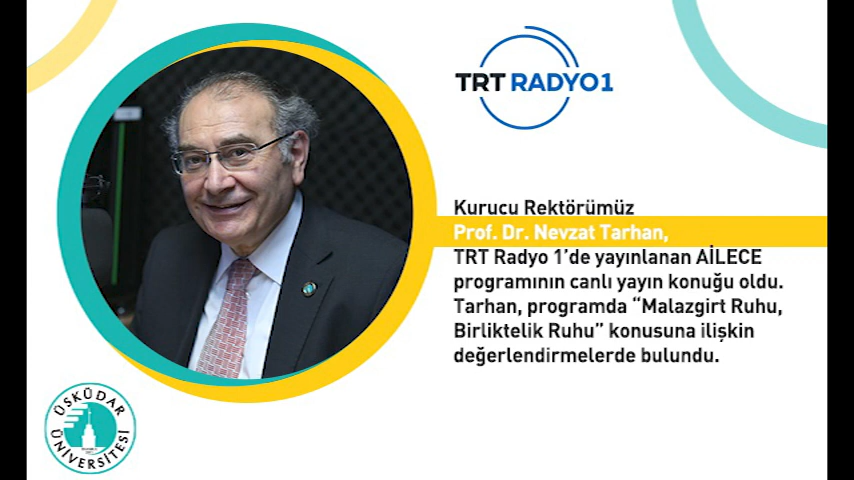 TRT RADYO1
Kurucu Rektörümüz
Prof. Dr. Nevzat Tarhan,
TRT Radyo 1’de yayınlanan AİLECE
programının canlı yayın konuğu oldu.
Tarhan, programda “Malazgirt Ruhu,
Birliktelik Ruhu” konusuna ilişkin
değerlendirmelerde bulundu.
ÜSKÜDAR
ÜNİVERSİTESİ